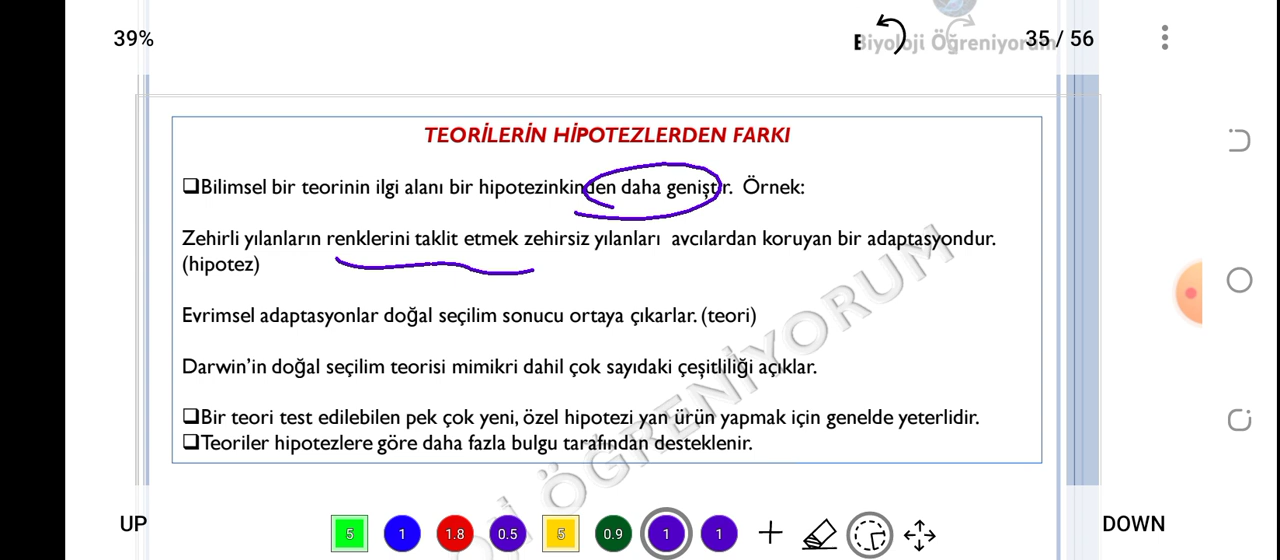 39%
Biyoloji Öğreniyorum
35 / 56
TEORİLERİN HİPOTEZLERDEN FARKI
❑Bilimsel bir teorinin ilgi alanı bir hipotezinkinden daha geniştir. Örnek:
Zehirli yılanların renklerini taklit etmek zehirsiz yılanları avcılardan koruyan bir adaptasyondur.
(hipotez)
Evrimsel adaptasyonlar doğal seçilim sonucu ortaya çıkarlar. (teori)
Darwin'in doğal seçilim teorisi mimikri dahil çok sayıdaki çeşitliliği açıklar.
❑Bir teori test edilebilen pek çok yeni, özel hipotezi yan ürün yapmak için genelde yeterlidir.
❑Teoriler hipotezlere göre daha fazla bulgu tarafından desteklenir.
ÖĞRENİYORUM
UP
5 1 1.8 0.5 5 0.9 1 1
DOWN